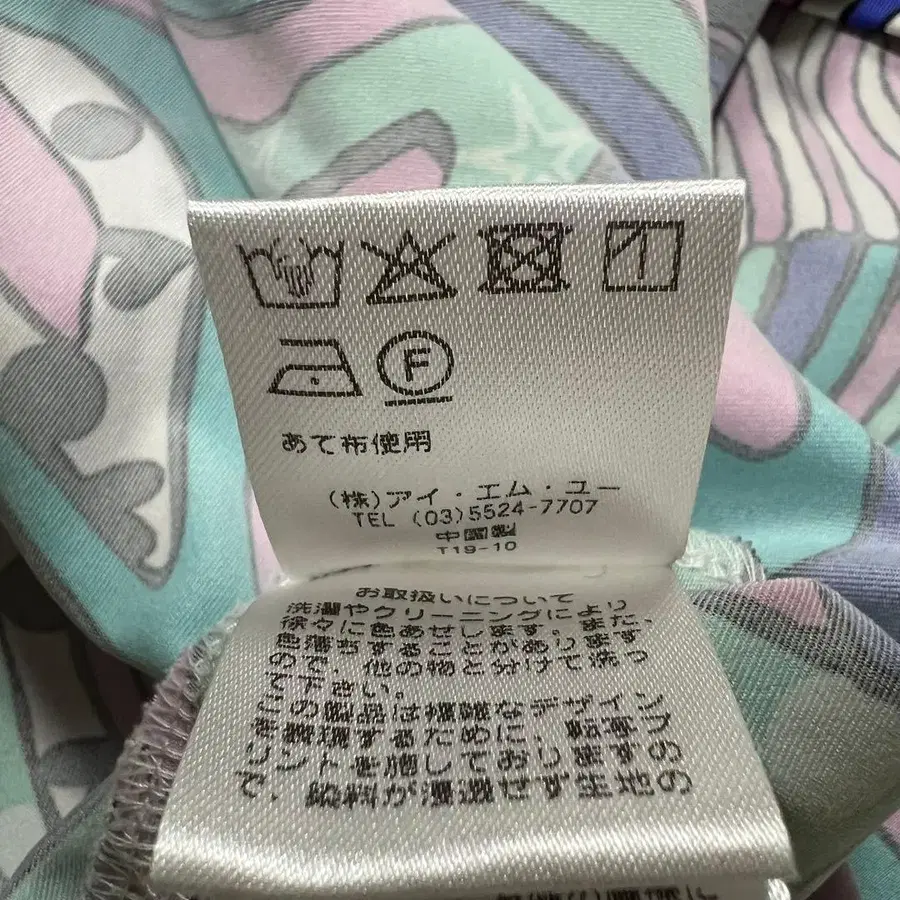 F
あて布使用
(株)アイ・エム・ユー
TEL (03)5524-7707
中国製
T19-10
お取扱いについて
洗濯やクリーニングにより
徐々に色あせします。また、
色落ちすることがあります
ので、他の物と分けて洗っ
て下さい。
この製品は複雑なデザイン
を表現するために、転写プ
リントを施しておりますの
で、染料が浸透せず生地の